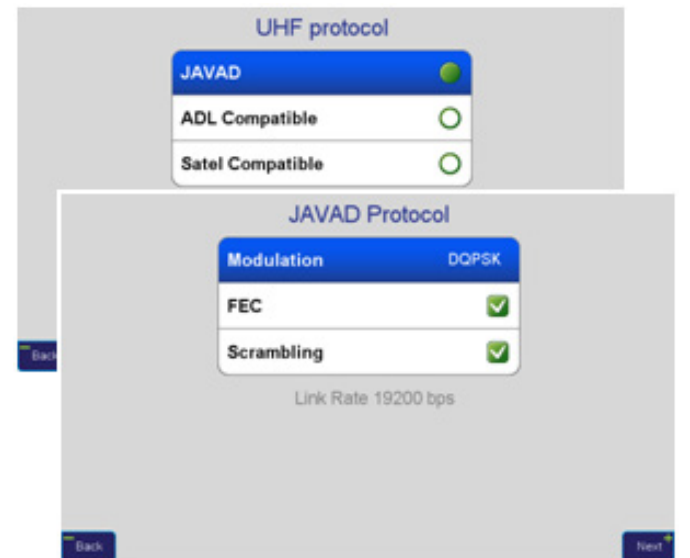 UHF protocol
JAVAD
ADL Compatible
Satel Compatible
Back
JAVAD Protocol
Modulation DQPSK
FEC
Scrambling
Link Rate 19200 bps
Back
Next